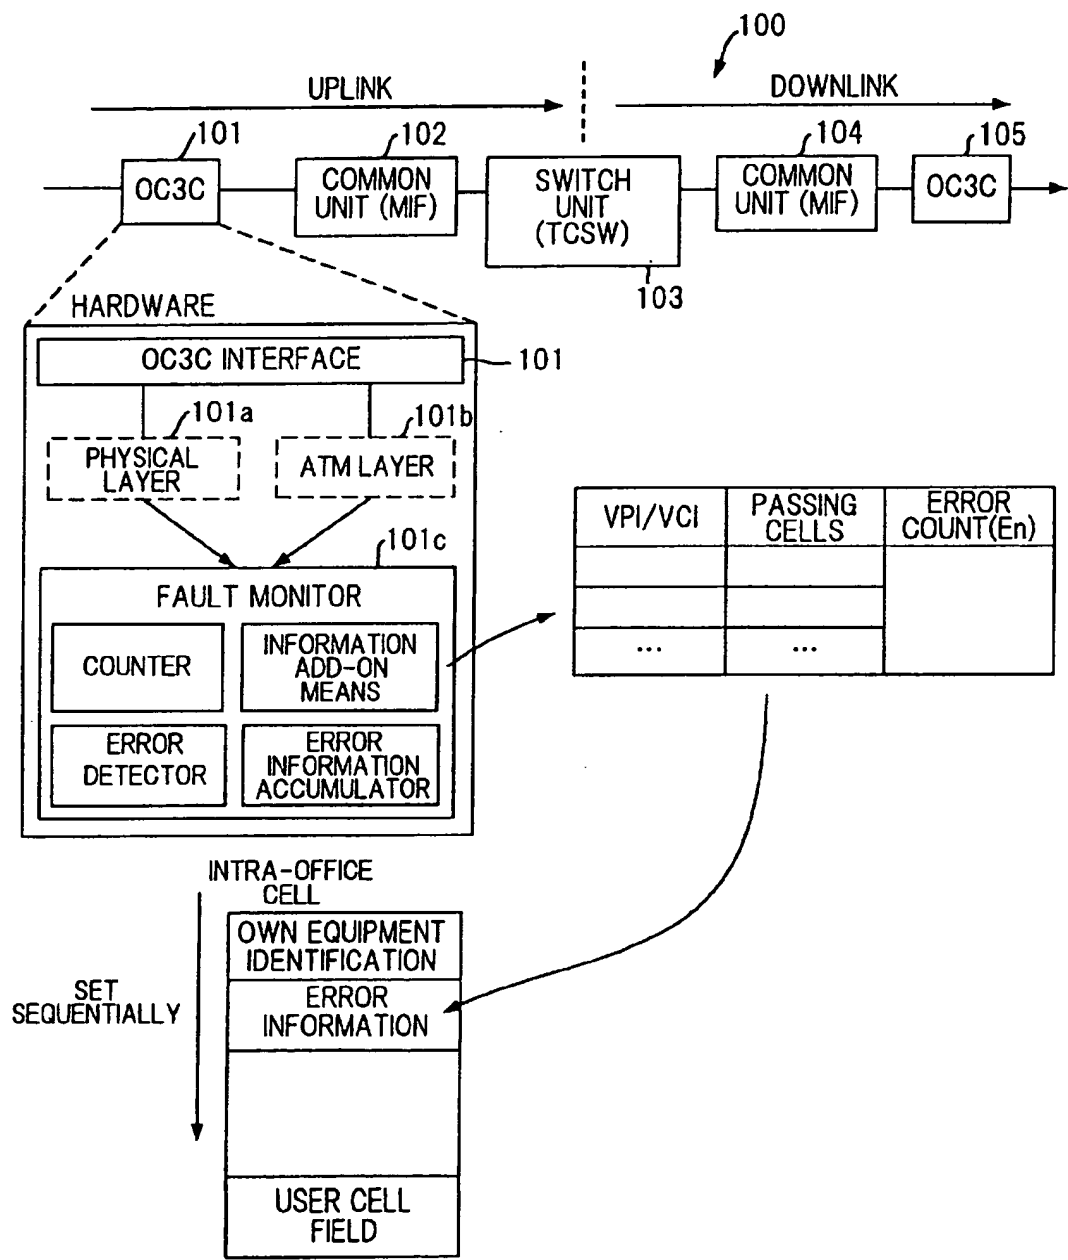 100
UPLINK
DOWNLINK
101
102
104
105
OC3C
COMMON
UNIT (MIF)
SWITCH
UNIT
(TCSW)
COMMON
UNIT (MIF)
OC3C
103
HARDWARE
OC3C INTERFACE
101
101a
101b
PHYSICAL
LAYER
ATM LAYER
101c
FAULT MONITOR
COUNTER
INFORMATION
ADD-ON
MEANS
ERROR
DETECTOR
ERROR
INFORMATION
ACCUMULATOR
VPI/VCI
PASSING
CELLS
ERROR
COUNT(En)
...
...
INTRA-OFFICE
CELL
SET
SEQUENTIALLY
OWN EQUIPMENT
IDENTIFICATION
ERROR
INFORMATION
USER CELL
FIELD